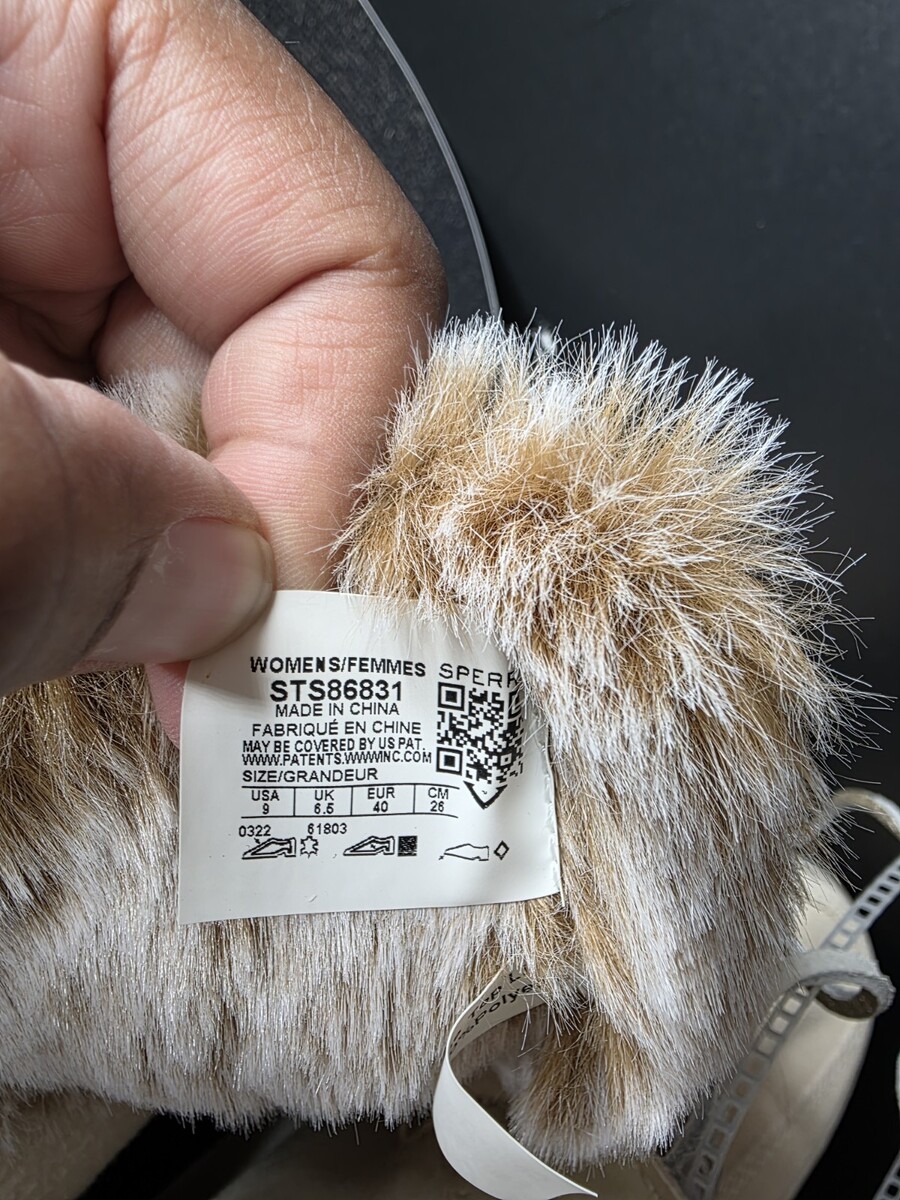 WOMENS/FEMMES
SPERR
STS86831
MADE IN CHINA
FABRIQUÉ EN CHINE
MAY BE COVERED BY US PAT.
WWW.PATENTS.WWWINC.COM
SIZE/GRANDEUR
USA UK EUR CM
9 6.5 40 26
0322 61803